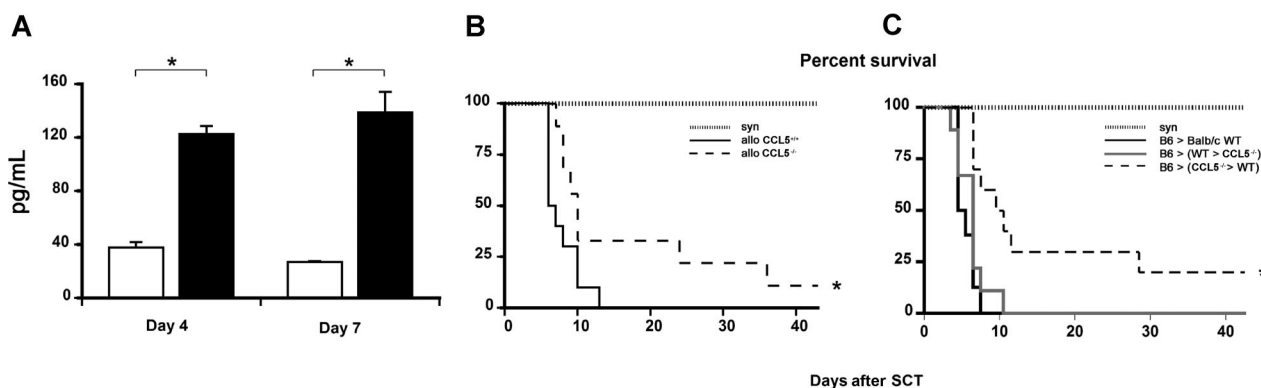 A
B
C
Percent survival
* *
pg/mL
160
120
80
40
0
Day 4 Day 7
100
75
50
25
0
syn
allo CCL5+/+
allo CCL5-/-
*
0 10 20 30 40
100
75
50
25
0
syn
B6 > Balb/c WT
B6 > (WT > CCL5-/-)
B6 > (CCL5-/-> WT)
0 10 20 30 40
Days after SCT